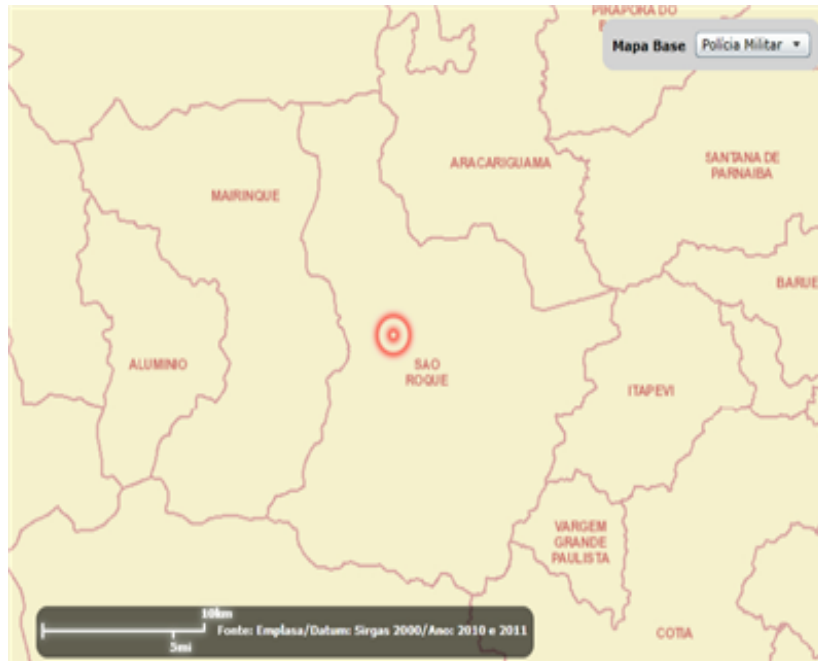 PIRAPORA DO
Mapa Base Polícia Militar
ARACARIGUAMA
SANTANA DE
PARNAIBA
MAIRINQUE
BARUE
ALUMINIO
SAO
ROQUE
ITAPEVI
VARGEM
GRANDE
PAULISTA
10km
Fonte: Emplasa/Datum: Sirgas 2000/Ano: 2010 e 2011
5mi
COTIA